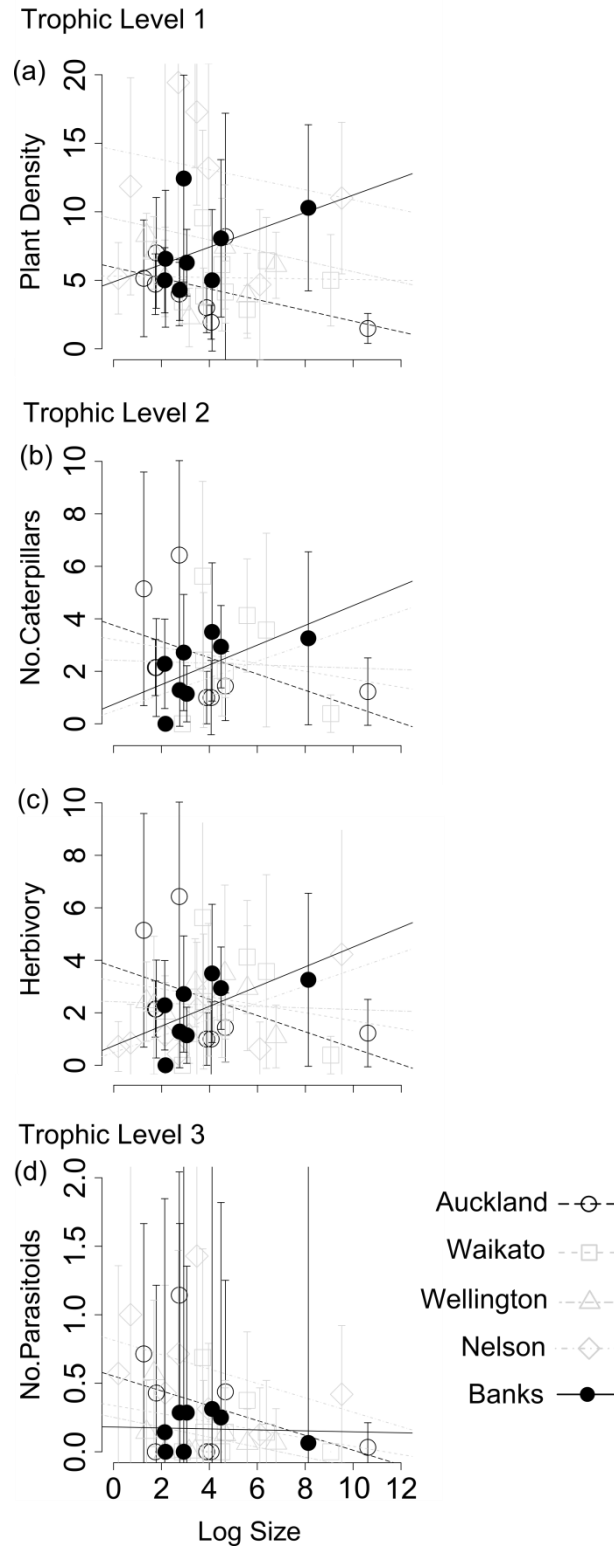 Trophic Level 1
(a)
Plant Density
0 5 10 15 20
Trophic Level 2
(b)
No.Caterpillars
0 2 4 6 8 10
(c)
Herbivory
0 2 4 6 8 10
Trophic Level 3
(d)
No.Parasitoids
0.0 0.5 1.0 1.5 2.0
0 2 4 6 8 10 12
Log Size
Auckland
Waikato
Wellington
Nelson
Banks